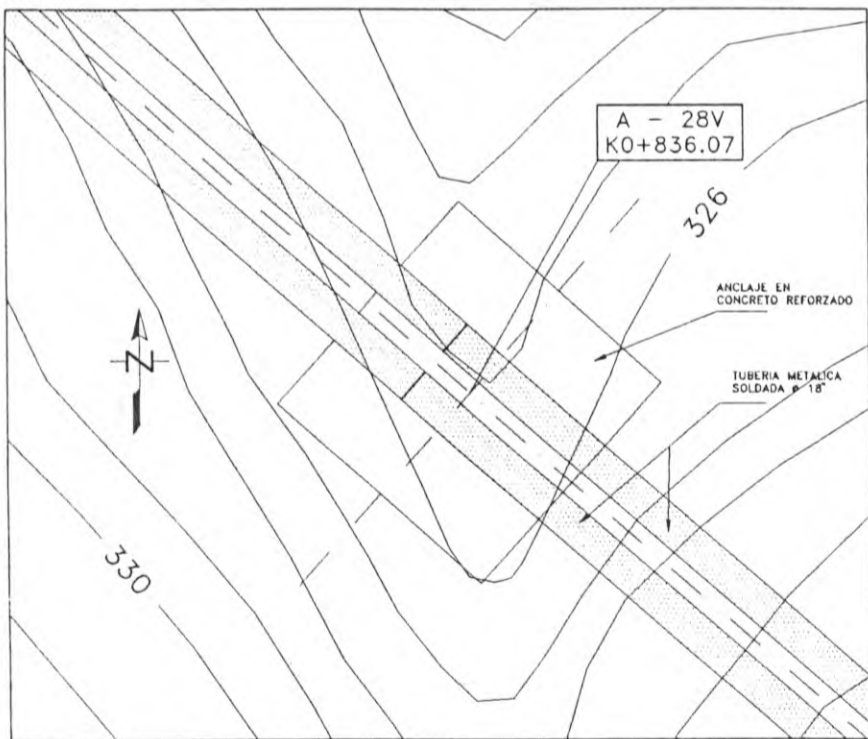 A - 28V
K0+836.07
326
ANCLAJE EN
CONCRETO REFORZADO
N
TUBERIA METALICA
SOLDADA ø 18"
330